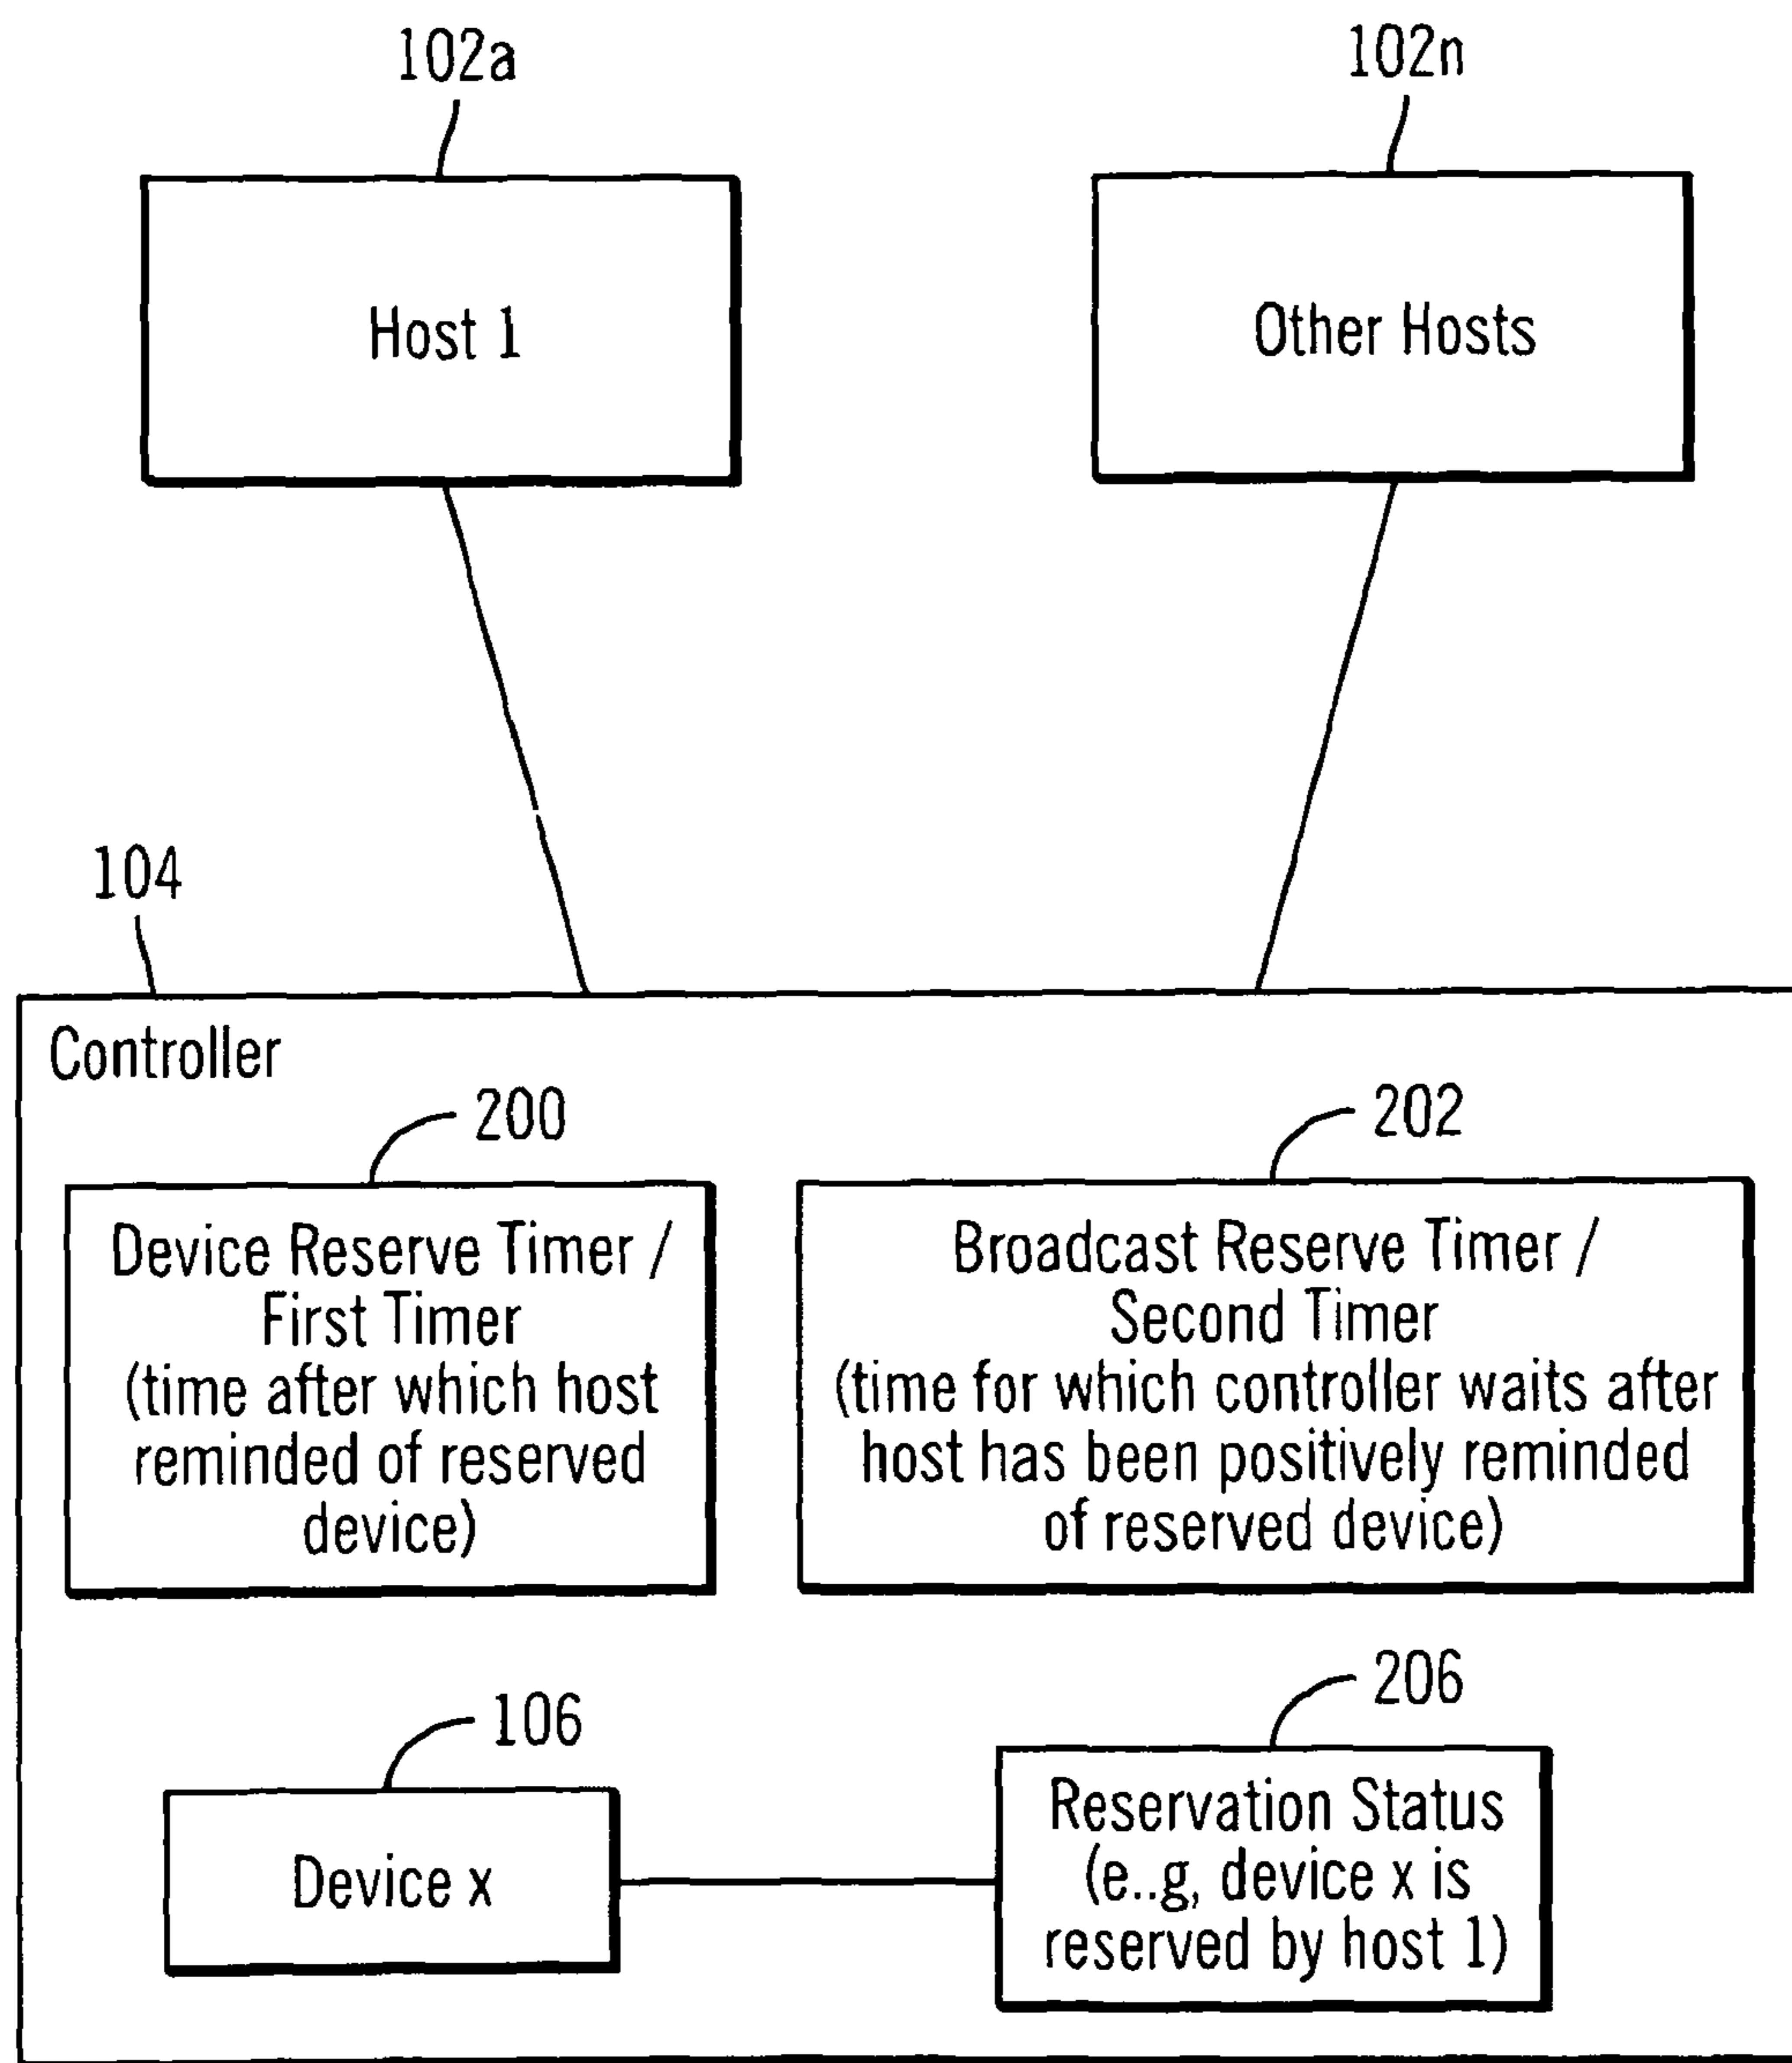 102a
102n
Host 1
Other Hosts
104
Controller
200
202
Device Reserve Timer /
First Timer
(time after which host
reminded of reserved
device)
Broadcast Reserve Timer /
Second Timer
(time for which controller waits after
host has been positively reminded
of reserved device)
106
206
Device x
Reservation Status
(e..g, device x is
reserved by host 1)